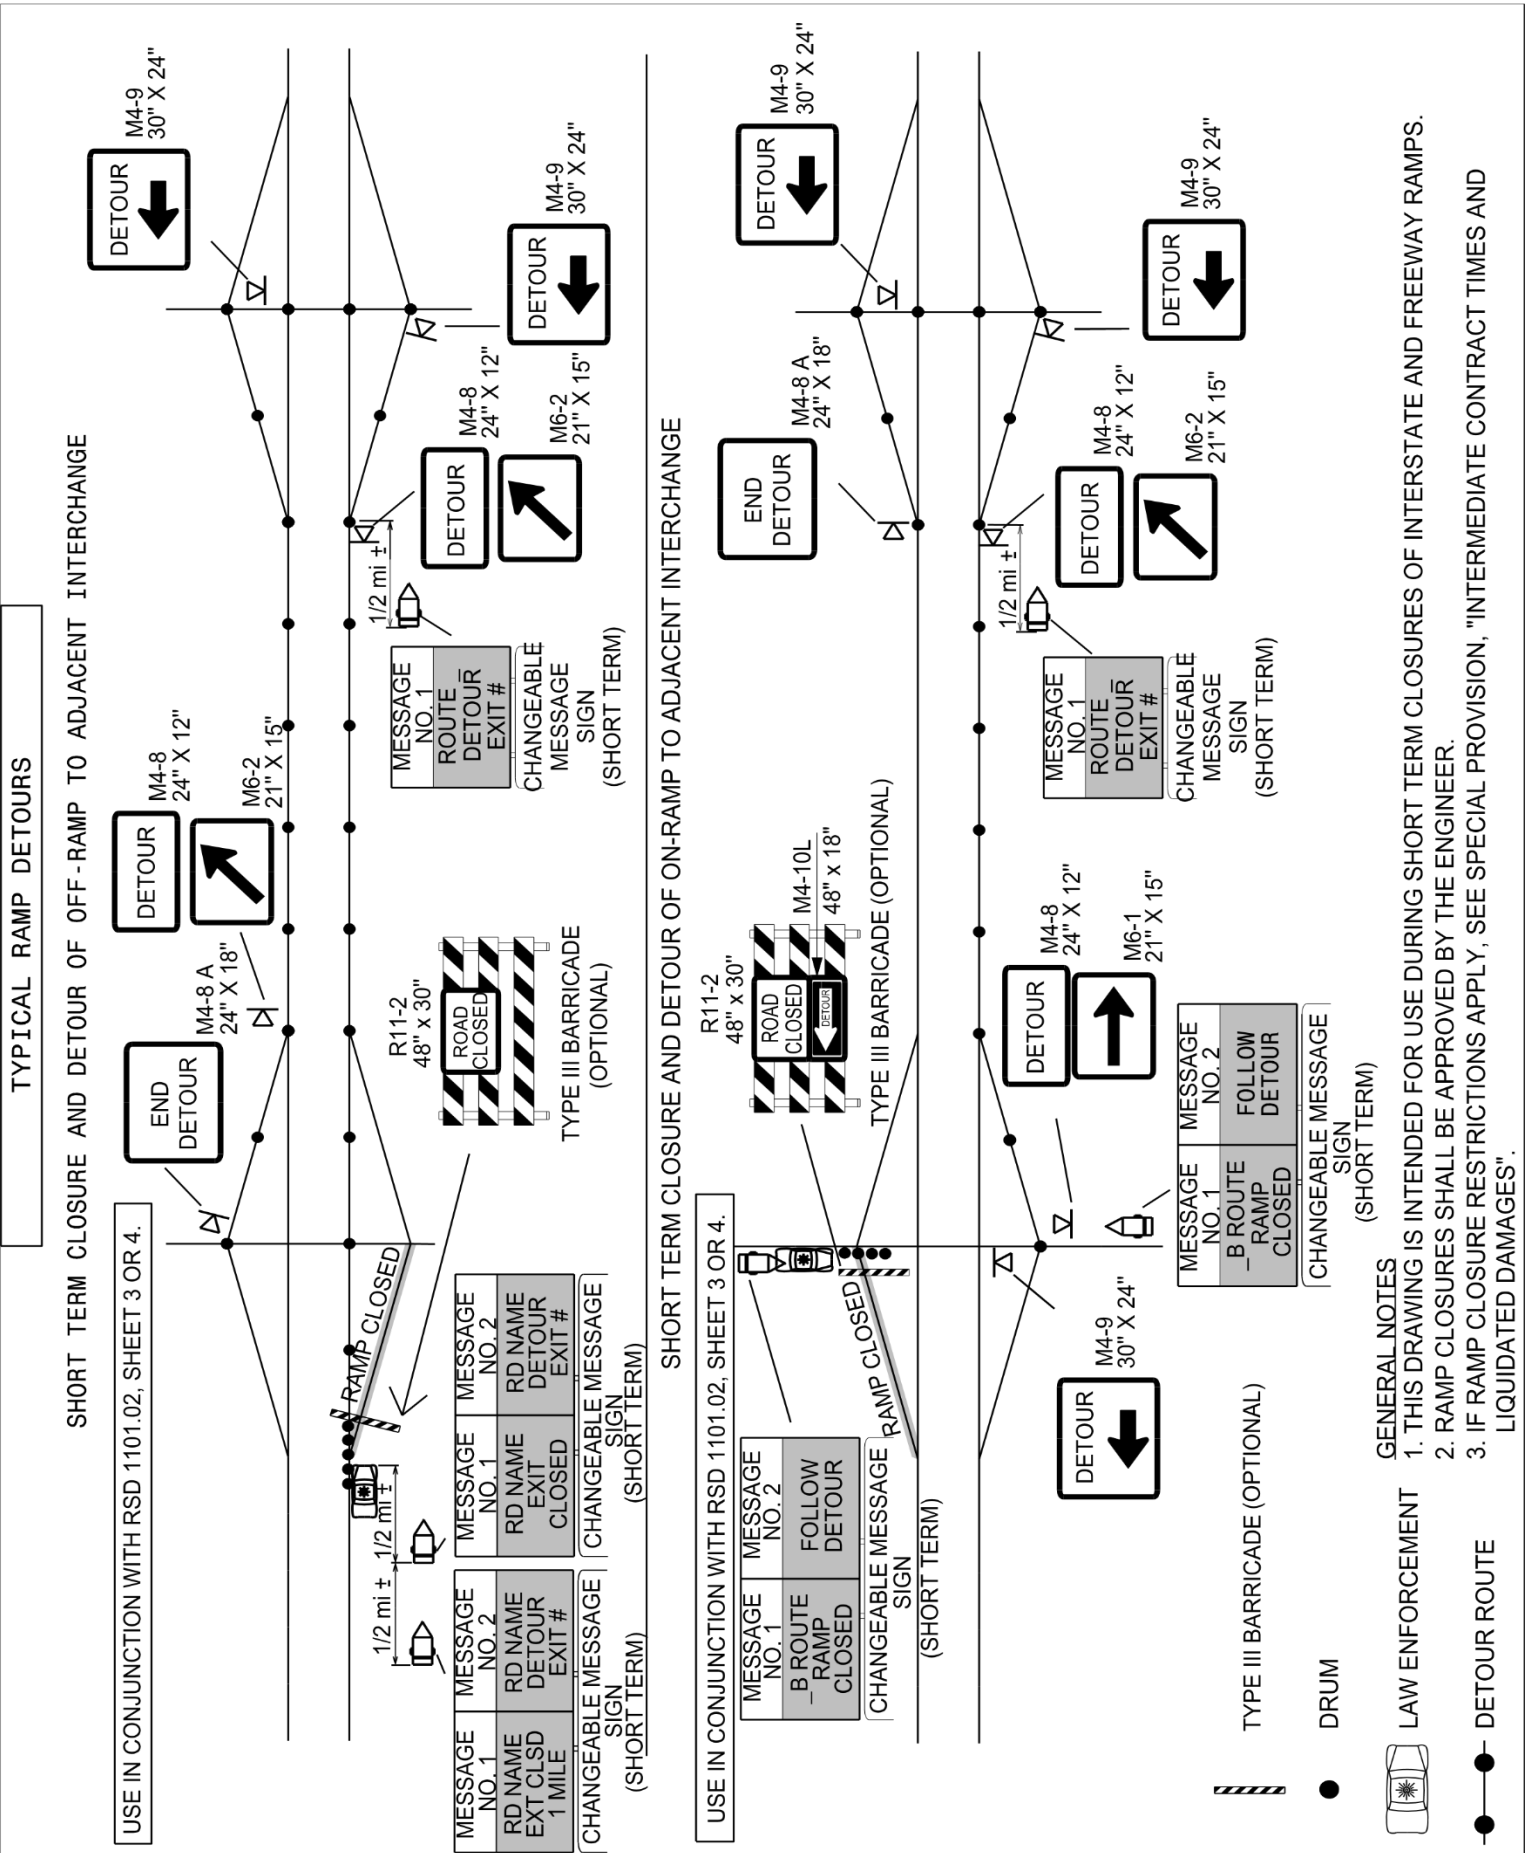 TYPICAL RAMP DETOURS
SHORT TERM CLOSURE AND DETOUR OF OFF-RAMP TO ADJACENT INTERCHANGE
USE IN CONJUNCTION WITH RSD 1101.02, SHEET 3 OR 4.
END
DETOUR
M4-8 A
24" X 18"
DETOUR
M4-8
24" X 12"
M6-2
21" X 15"
DETOUR
M4-9
30" X 24"
RAMP CLOSED
1/2 mi ±
1/2 mi ±
MESSAGE
NO. 1
RD NAME
EXT CLSD
1 MILE
MESSAGE
NO. 2
RD NAME
DETOUR
EXIT #
CHANGEABLE MESSAGE
SIGN
(SHORT TERM)
MESSAGE
NO. 1
RD NAME
EXIT
CLOSED
MESSAGE
NO. 2
RD NAME
DETOUR
EXIT #
CHANGEABLE MESSAGE
SIGN
(SHORT TERM)
R11-2
48" x 30"
ROAD
CLOSED
TYPE III BARRICADE
(OPTIONAL)
1/2 mi ±
MESSAGE
NO. 1
ROUTE
DETOUR_
EXIT #
CHANGEABLE
MESSAGE
SIGN
(SHORT TERM)
DETOUR
M4-8
24" X 12"
M6-2
21" X 15"
DETOUR
M4-9
30" X 24"
SHORT TERM CLOSURE AND DETOUR OF ON-RAMP TO ADJACENT INTERCHANGE
USE IN CONJUNCTION WITH RSD 1101.02, SHEET 3 OR 4.
MESSAGE
NO. 1
_B ROUTE
RAMP
CLOSED
MESSAGE
NO. 2
FOLLOW
DETOUR
CHANGEABLE MESSAGE
SIGN
(SHORT TERM)
RAMP CLOSED
R11-2
48" x 30"
ROAD
CLOSED
DETOUR
M4-10L
48" x 18"
TYPE III BARRICADE (OPTIONAL)
END
DETOUR
M4-8 A
24" X 18"
DETOUR
M4-9
30" X 24"
DETOUR
M4-9
30" X 24"
DETOUR
M4-8
24" X 12"
M6-1
21" X 15"
MESSAGE
NO. 1
_B ROUTE
RAMP
CLOSED
MESSAGE
NO. 2
FOLLOW
DETOUR
CHANGEABLE MESSAGE
SIGN
(SHORT TERM)
1/2 mi ±
MESSAGE
NO. 1
ROUTE
DETOUR_
EXIT #
CHANGEABLE
MESSAGE
SIGN
(SHORT TERM)
DETOUR
M4-8
24" X 12"
M6-2
21" X 15"
DETOUR
M4-9
30" X 24"
TYPE III BARRICADE (OPTIONAL)
DRUM
LAW ENFORCEMENT
DETOUR ROUTE
GENERAL NOTES
1. THIS DRAWING IS INTENDED FOR USE DURING SHORT TERM CLOSURES OF INTERSTATE AND FREEWAY RAMPS.
2. RAMP CLOSURES SHALL BE APPROVED BY THE ENGINEER.
3. IF RAMP CLOSURE RESTRICTIONS APPLY, SEE SPECIAL PROVISION, "INTERMEDIATE CONTRACT TIMES AND
LIQUIDATED DAMAGES".